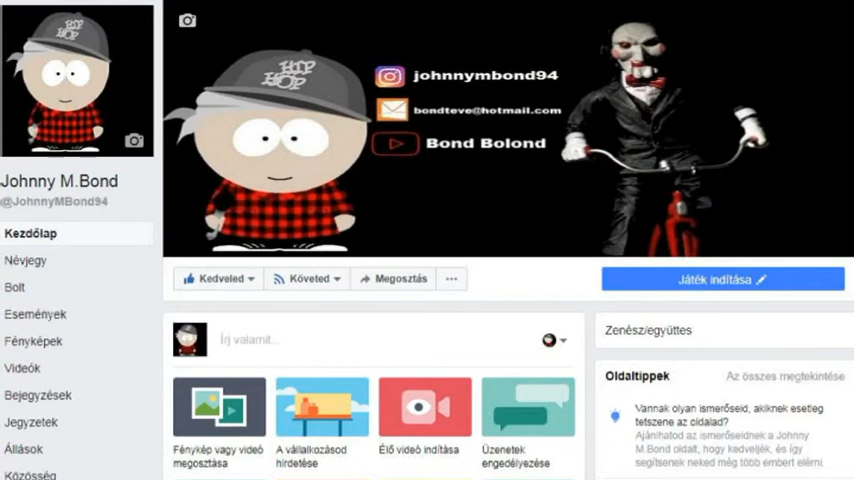 HIP
HOP
HIP
HOP
johnnymbond94
bondteve@hotmail.com
Bond Bolond
Johnny M.Bond
@JohnnyMBond94
Kezdőlap
Névjegy
Bolt
Események
Fényképek
Videók
Bejegyzések
Jegyzetek
Állások
Közösség
Kedveled
Követed
Megosztás
Játék indítása
Írj valamit...
Fénykép vagy videó
megosztása
A vállalkozásod
hirdetése
Élő videó indítása
Üzenetek
engedélyezése
Zenész/együttes
Oldaltippek
Az összes megtekintése
Vannak olyan ismerőseid, akiknek esetleg
tetszene az oldalad?
Ajánlhatod az ismerőseidnek a Johnny
M.Bond oldalt, hogy kedveljék, és így
segítsenek neked még több embert elérni.